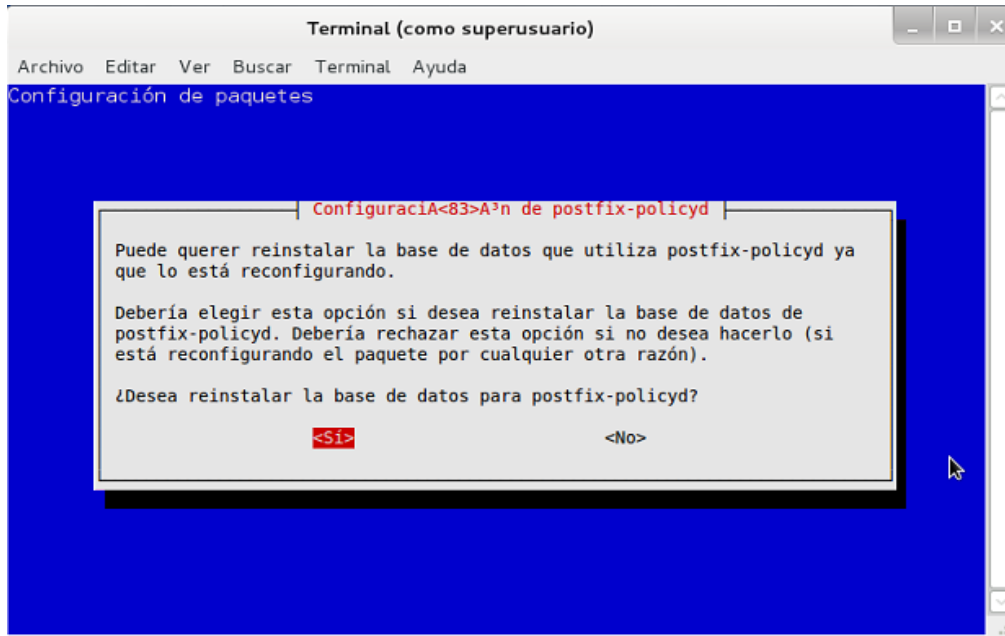 Terminal (como superusuario)
Archivo Editar Ver Buscar Terminal Ayuda
Configuración de paquetes
ConfiguraciA<83>A³n de postfix-policyd
Puede querer reinstalar la base de datos que utiliza postfix-policyd ya
que lo está reconfigurando.
Debería elegir esta opción si desea reinstalar la base de datos de
postfix-policyd. Debería rechazar esta opción si no desea hacerlo (si
está reconfigurando el paquete por cualquier otra razón).
¿Desea reinstalar la base de datos para postfix-policyd?
<Sí> <No>